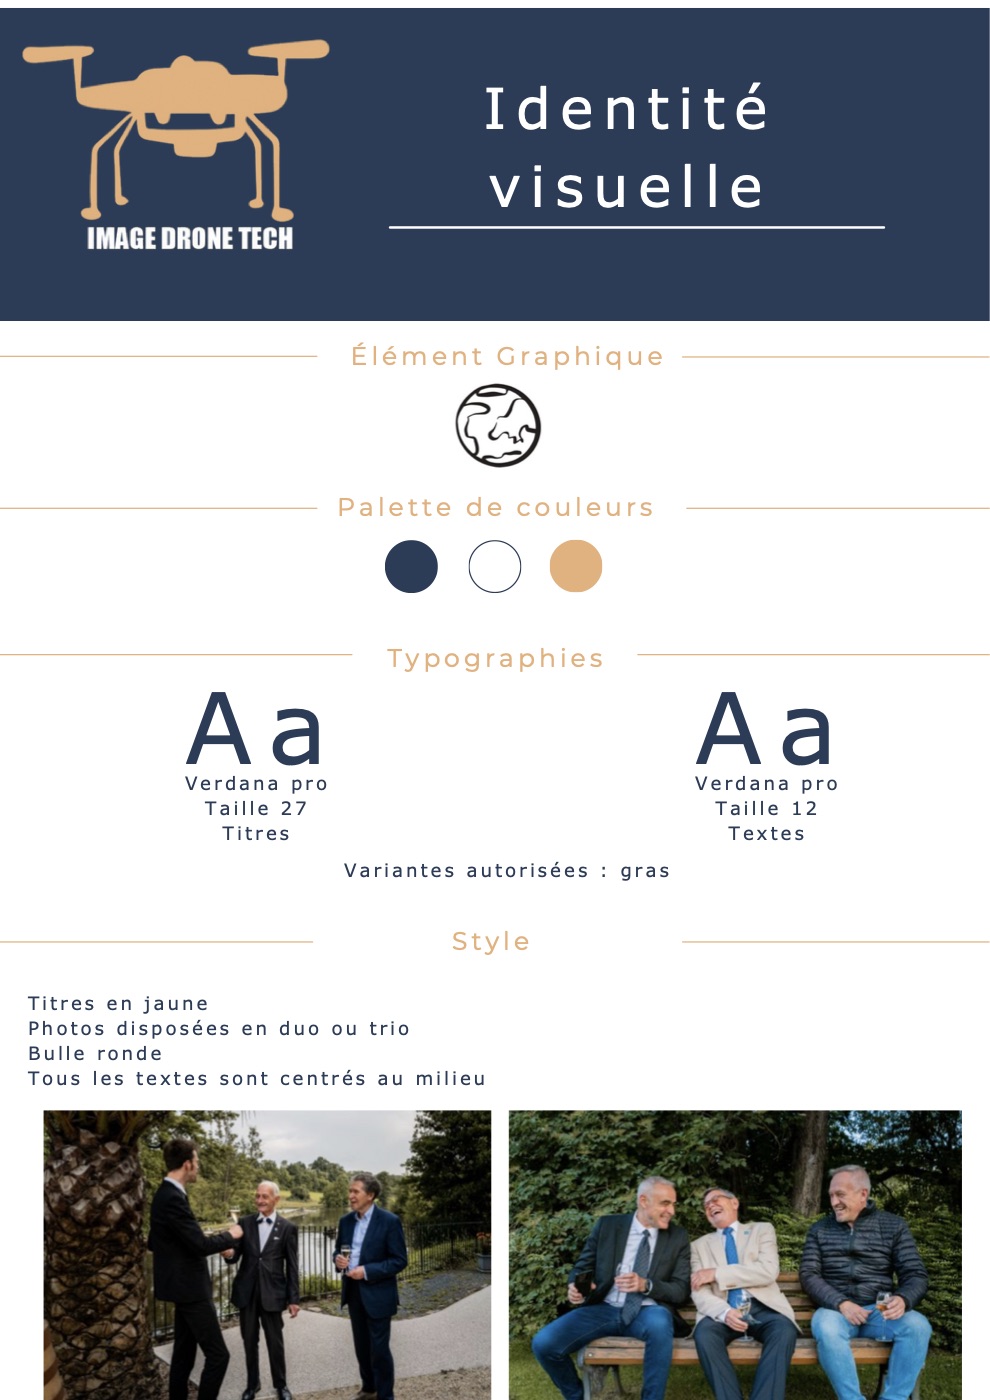 IMAGE DRONE TECH
Identité
visuelle
Élément Graphique
Palette de couleurs
Typographies
Aa
Verdana pro
Taille 27
Titres
Aa
Verdana pro
Taille 12
Textes
Variantes autorisées : gras
Style
Titres en jaune
Photos disposées en duo ou trio
Bulle ronde
Tous les textes sont centrés au milieu